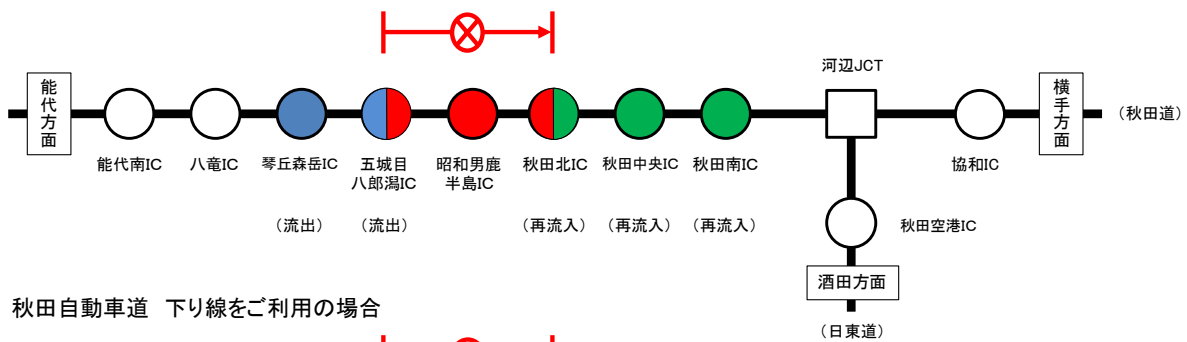 河辺JCT
能代方面
横手方面
（秋田道）
能代南IC
八竜IC
琴丘森岳IC
五城目
八郎潟IC
昭和男鹿
半島IC
秋田北IC
秋田中央IC
秋田南IC
協和IC
（流出）
（流出）
（再流入）
（再流入）
（再流入）
秋田空港IC
酒田方面
秋田自動車道 下り線をご利用の場合
（日東道）